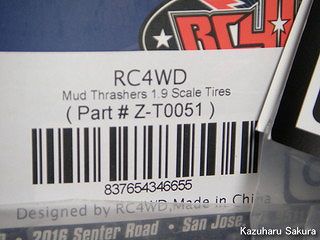 RC4WD
RC4WD
Mud Thrashers 1.9 Scale Tires
( Part # Z-T0051 )
837654346655
Designed by RC4WD,Made in China
2016 Senter Road • San Jose
Kazuharu Sakura